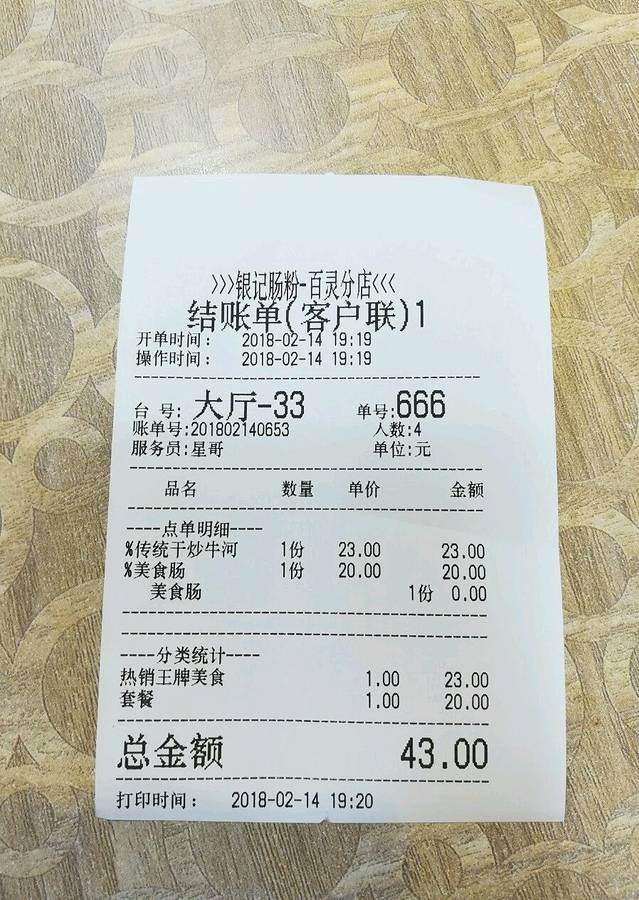 >>>银记肠粉-百灵分店<<<
结账单(客户联)1
开单时间: 2018-02-14 19:19
操作时间: 2018-02-14 19:19
台 号: 大厅-33 单号:666
账单号:201802140653 人数:4
服务员:星哥 单位:元
品名 数量 单价 金额
----点单明细----
%传统干炒牛河 1份 23.00 23.00
%美食肠 1份 20.00 20.00
美食肠 1份 0.00
----分类统计----
热销王牌美食 1.00 23.00
套餐 1.00 20.00
总金额 43.00
打印时间: 2018-02-14 19:20